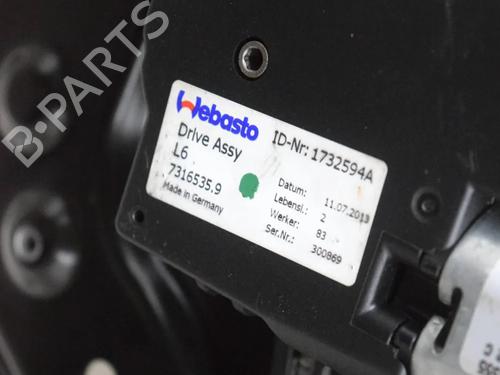 B-PARTS
Webasto
ID-Nr: 1732594A
Drive Assy
L6
7316535.9
Made in Germany
Datum: 11.07.2013
Lebensl.: 2
Werker: 83
Ser.Nr.: 300869